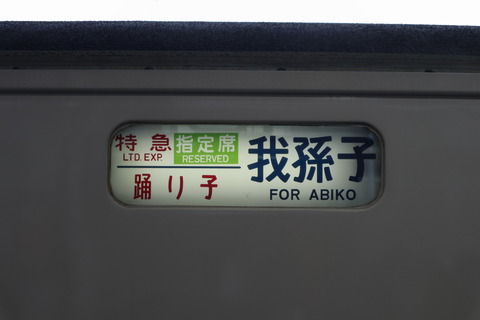 特急 指定席 我孫子
LTD. EXP. RESERVED
踊り子 FOR ABIKO